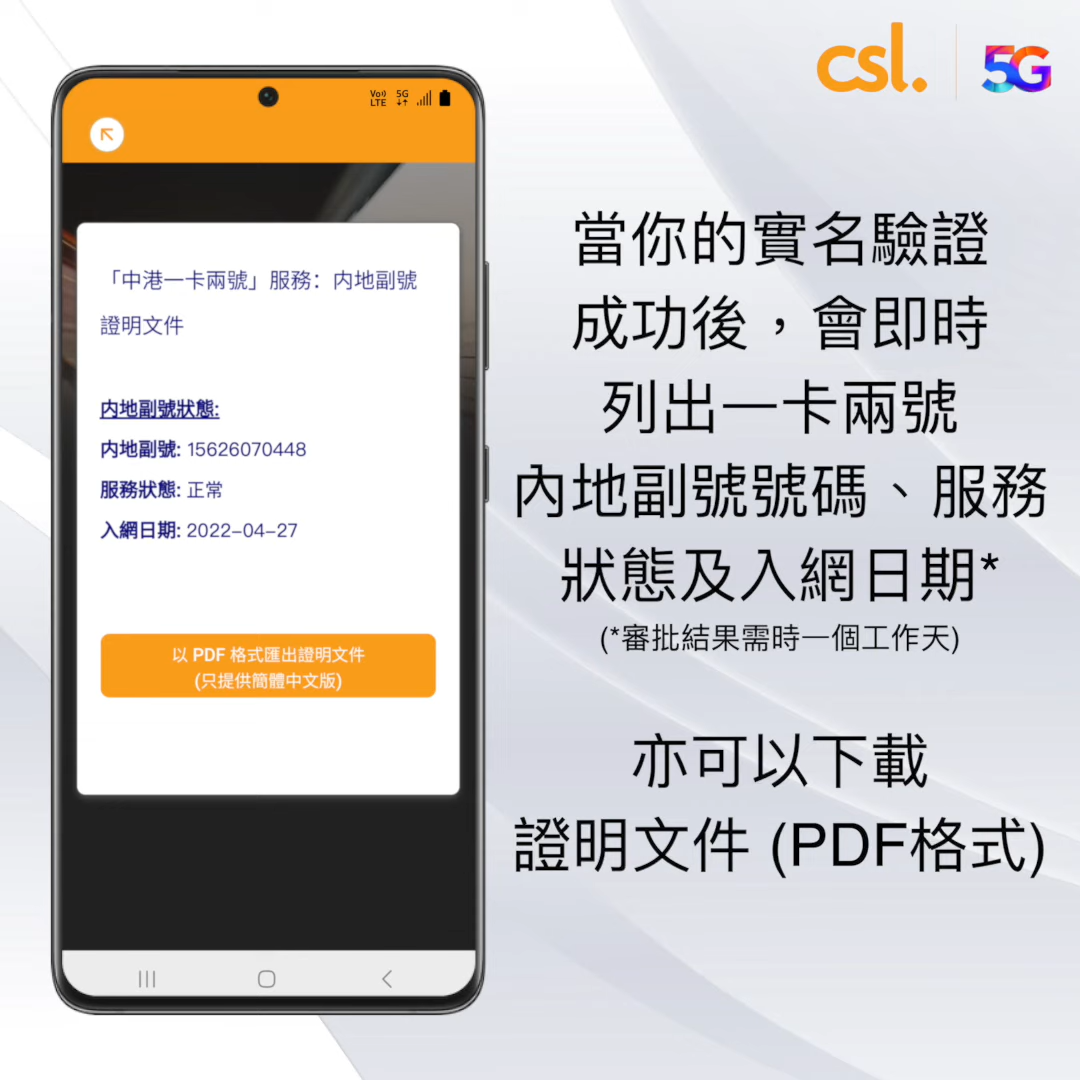 csl.
5G
Vo))
LTE
5G
「中港一卡兩號」服務：内地副號
證明文件
内地副號狀態:
内地副號: 15626070448
服務狀態: 正常
入網日期: 2022-04-27
以 PDF 格式匯出證明文件
(只提供簡體中文版)
當你的實名驗證
成功後，會即時
列出一卡兩號
內地副號號碼、服務
狀態及入網日期*
(*審批結果需時一個工作天)
亦可以下載
證明文件 (PDF格式)